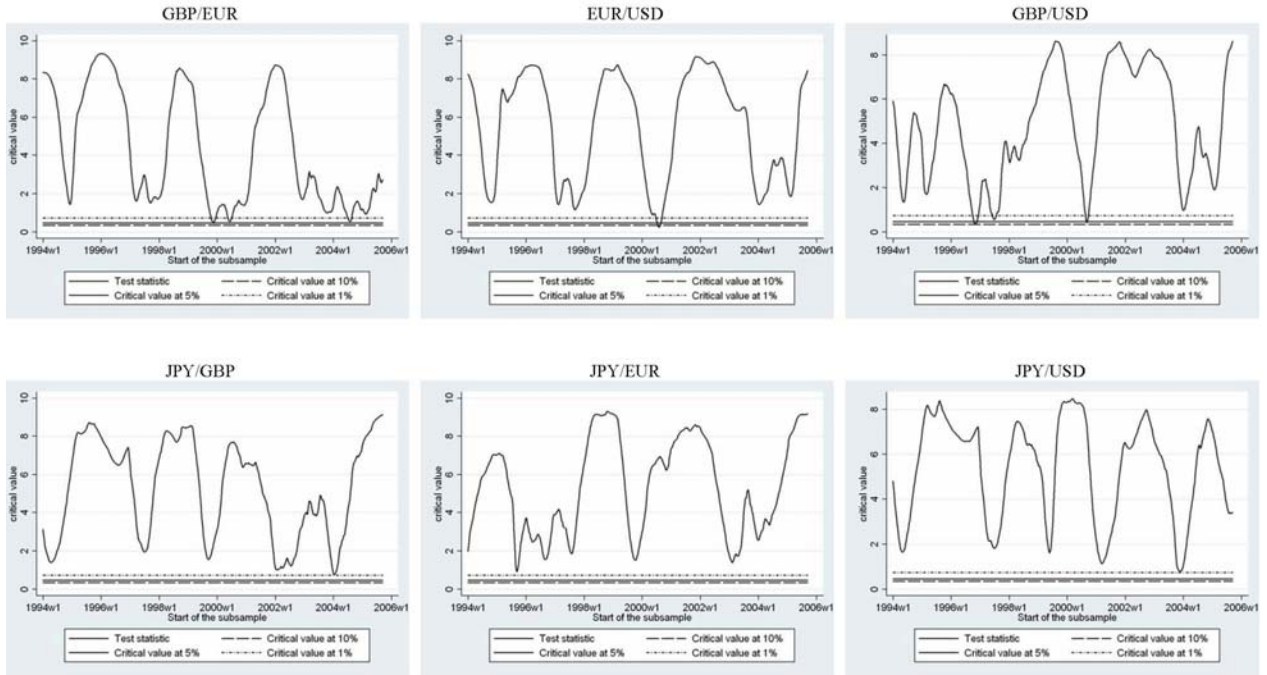 GBP/EUR
EUR/USD
GBP/USD
critical value
0 2 4 6 8 10
1994w1 1996w1 1998w1 2000w1 2002w1 2004w1 2006w1
Start of the subsample
Test statistic
Critical value at 10%
Critical value at 5%
Critical value at 1%
critical value
0 2 4 6 8 10
1994w1 1996w1 1998w1 2000w1 2002w1 2004w1 2006w1
Start of the subsample
Test statistic
Critical value at 10%
Critical value at 5%
Critical value at 1%
critical value
0 2 4 6 8
1994w1 1996w1 1998w1 2000w1 2002w1 2004w1 2006w1
Start of the subsample
Test statistic
Critical value at 10%
Critical value at 5%
Critical value at 1%
JPY/GBP
JPY/EUR
JPY/USD
critical value
0 2 4 6 8 10
1994w1 1996w1 1998w1 2000w1 2002w1 2004w1 2006w1
Start of the subsample
Test statistic
Critical value at 10%
Critical value at 5%
Critical value at 1%
critical value
0 2 4 6 8 10
1994w1 1996w1 1998w1 2000w1 2002w1 2004w1 2006w1
Start of the subsample
Test statistic
Critical value at 10%
Critical value at 5%
Critical value at 1%
critical value
0 2 4 6 8
1994w1 1996w1 1998w1 2000w1 2002w1 2004w1 2006w1
Start of the subsample
Test statistic
Critical value at 10%
Critical value at 5%
Critical value at 1%